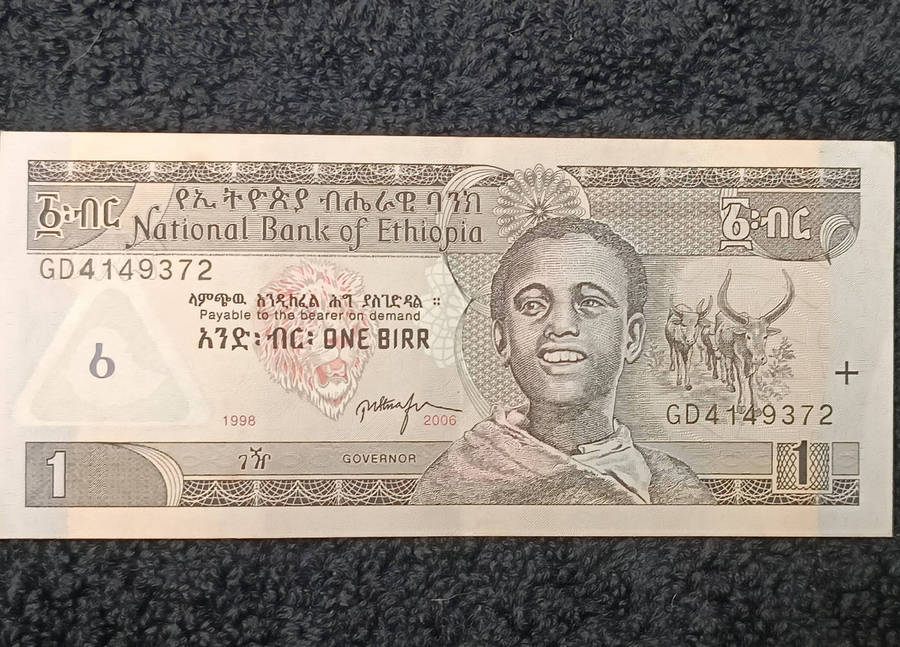 ፩፡ብር
የኢትዮጵያ ብሔራዊ ባንክ
፩፡ብር
National Bank of Ethiopia
GD4149372
ላምጭዉ እንዲከፈል ሕግ ያስገድዳል ።
Payable to the bearer on demand
አንድ፡ብር፡ ONE BIRR
1998 2006
GD4149372
1 ገዥ GOVERNOR 1